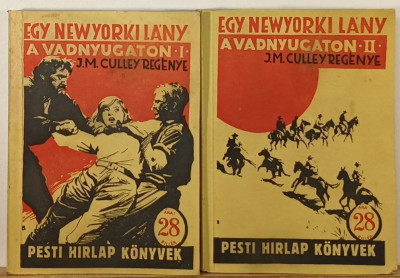 EGY NEWYORKI LÁNY
A VADNYUGATON · I ·
J.M. CULLEY REGÉNYE
28
PESTI HIRLAP KÖNYVEK
EGY NEWYORKI LÁNY
A VADNYUGATON · II ·
J.M. CULLEY REGÉNYE
28
PESTI HIRLAP KÖNYVEK